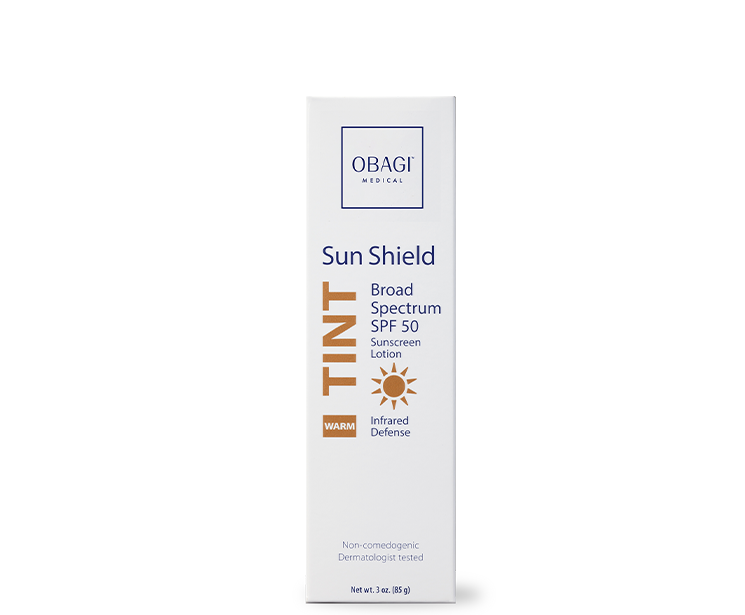 OBAGI™
MEDICAL
Sun Shield
TINT
WARM
Broad
Spectrum
SPF 50
Sunscreen
Lotion
Infrared
Defense
Non-comedogenic
Dermatologist tested
Net wt. 3 oz. (85 g)